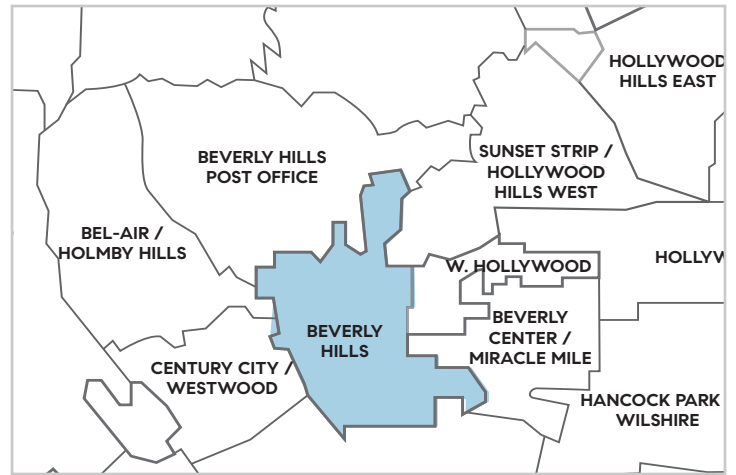 HOLLYWOOD
HILLS EAST
SUNSET STRIP /
HOLLYWOOD
HILLS WEST
BEVERLY HILLS
POST OFFICE
BEL-AIR /
HOLMBY HILLS
W. HOLLYWOOD
HOLLYW
BEVERLY
CENTER /
MIRACLE MILE
BEVERLY
HILLS
CENTURY CITY /
WESTWOOD
HANCOCK PARK
WILSHIRE